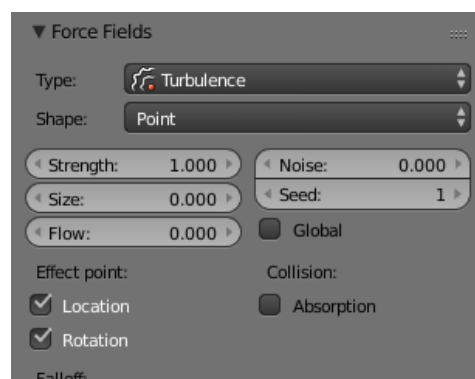 Force Fields
Type: Turbulence
Shape: Point
Strength: 1.000 Noise: 0.000
Size: 0.000 Seed: 1
Flow: 0.000 Global
Effect point: Collision:
Location Absorption
Rotation
Falloff: